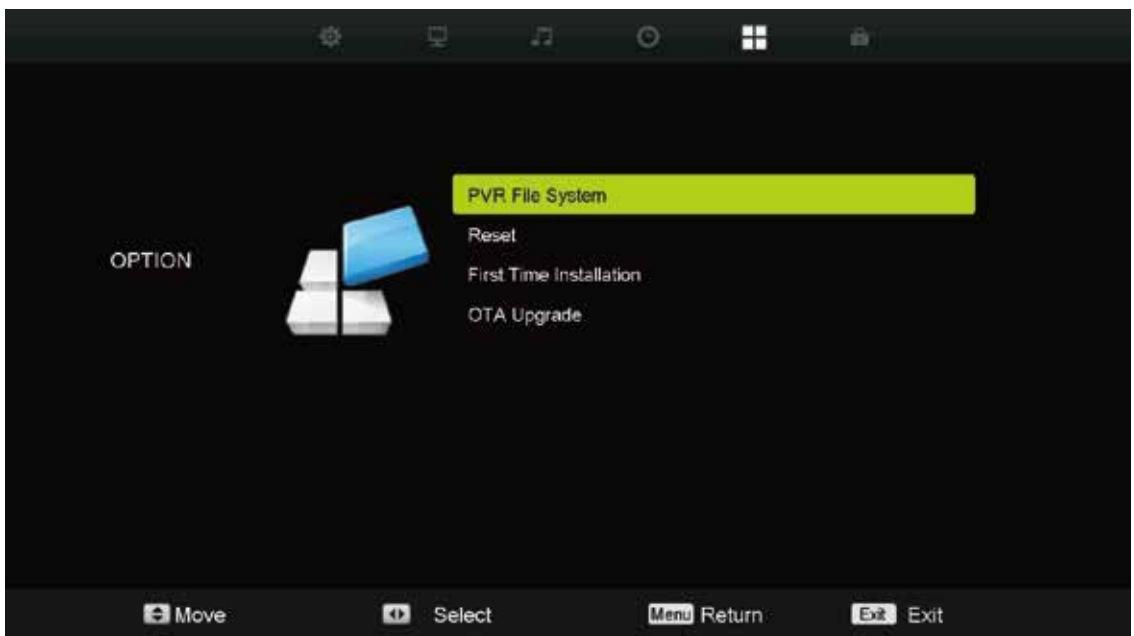 PVR File System
Reset
OPTION
First Time Installation
OTA Upgrade
Move Select Menu Return Exit Exit